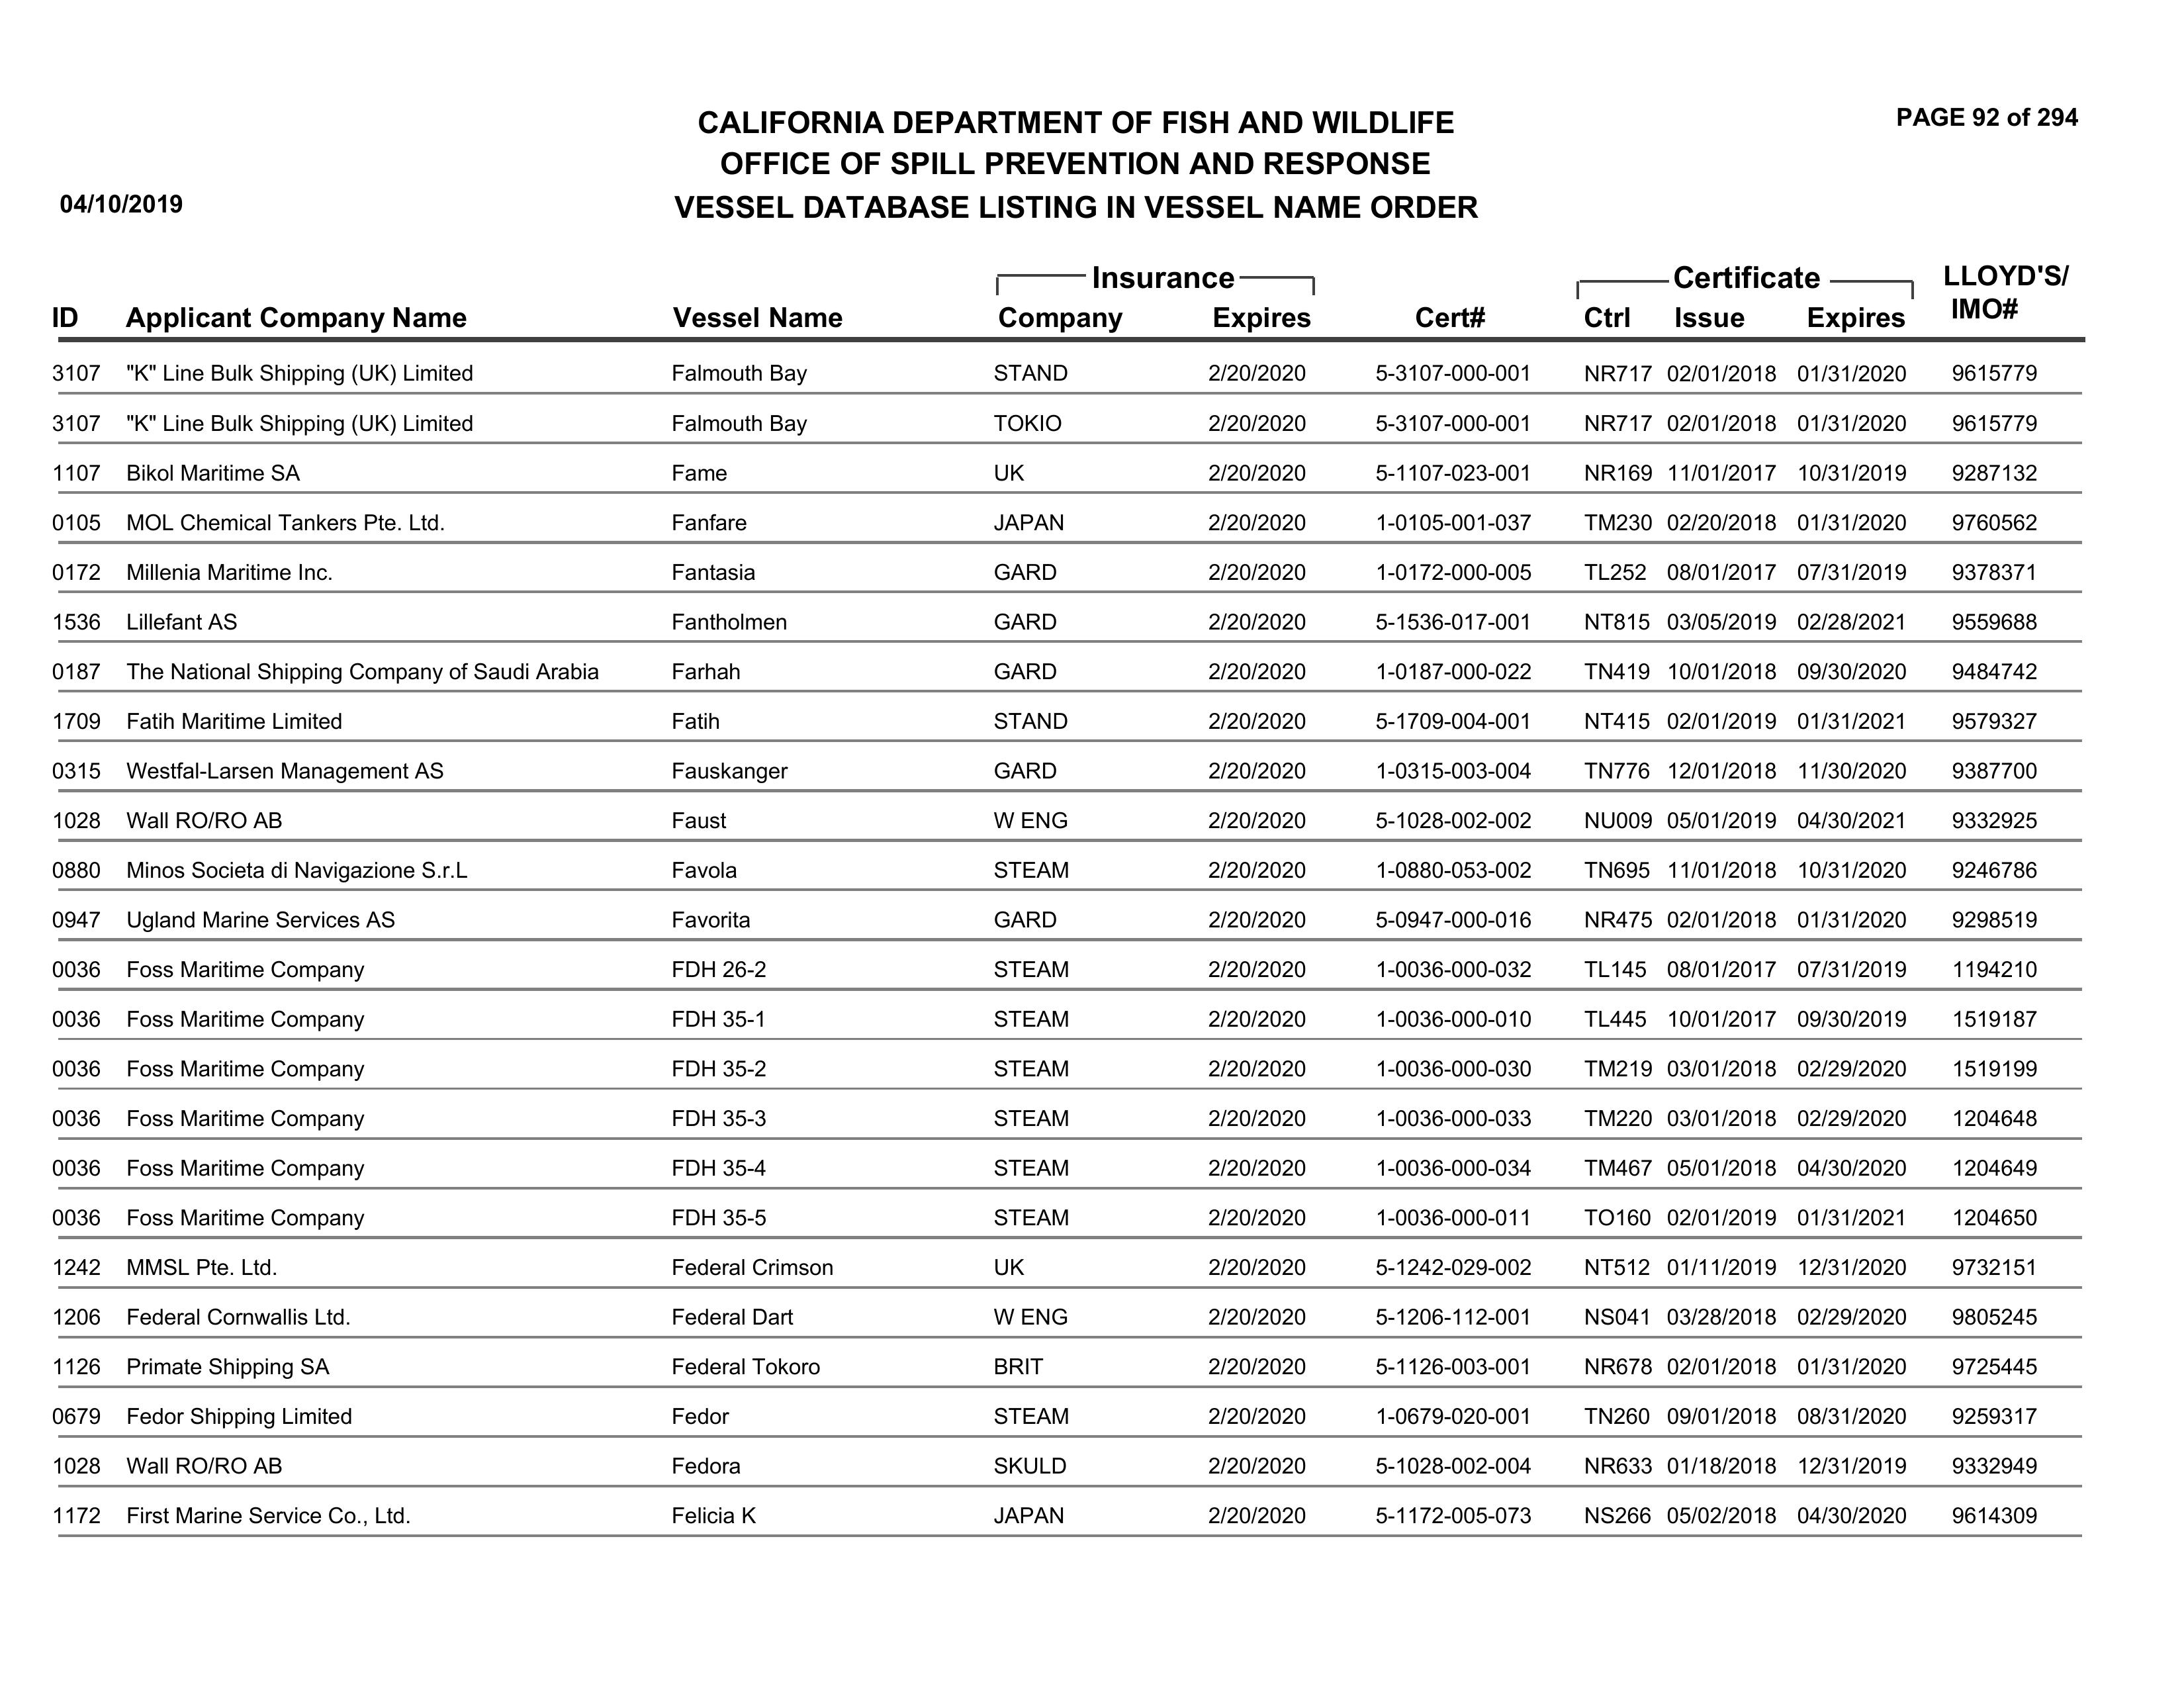 PAGE 92 of 294
CALIFORNIA DEPARTMENT OF FISH AND WILDLIFE
OFFICE OF SPILL PREVENTION AND RESPONSE
04/10/2019 VESSEL DATABASE LISTING IN VESSEL NAME ORDER
Insurance Certificate LLOYD'S/
ID Applicant Company Name Vessel Name Company Expires Cert# Ctrl Issue Expires IMO#
3107 "K" Line Bulk Shipping (UK) Limited Falmouth Bay STAND 2/20/2020 5-3107-000-001 NR717 02/01/2018 01/31/2020 9615779
3107 "K" Line Bulk Shipping (UK) Limited Falmouth Bay TOKIO 2/20/2020 5-3107-000-001 NR717 02/01/2018 01/31/2020 9615779
1107 Bikol Maritime SA Fame UK 2/20/2020 5-1107-023-001 NR169 11/01/2017 10/31/2019 9287132
0105 MOL Chemical Tankers Pte. Ltd. Fanfare JAPAN 2/20/2020 1-0105-001-037 TM230 02/20/2018 01/31/2020 9760562
0172 Millenia Maritime Inc. Fantasia GARD 2/20/2020 1-0172-000-005 TL252 08/01/2017 07/31/2019 9378371
1536 Lillefant AS Fantholmen GARD 2/20/2020 5-1536-017-001 NT815 03/05/2019 02/28/2021 9559688
0187 The National Shipping Company of Saudi Arabia Farhah GARD 2/20/2020 1-0187-000-022 TN419 10/01/2018 09/30/2020 9484742
1709 Fatih Maritime Limited Fatih STAND 2/20/2020 5-1709-004-001 NT415 02/01/2019 01/31/2021 9579327
0315 Westfal-Larsen Management AS Fauskanger GARD 2/20/2020 1-0315-003-004 TN776 12/01/2018 11/30/2020 9387700
1028 Wall RO/RO AB Faust W ENG 2/20/2020 5-1028-002-002 NU009 05/01/2019 04/30/2021 9332925
0880 Minos Societa di Navigazione S.r.L Favola STEAM 2/20/2020 1-0880-053-002 TN695 11/01/2018 10/31/2020 9246786
0947 Ugland Marine Services AS Favorita GARD 2/20/2020 5-0947-000-016 NR475 02/01/2018 01/31/2020 9298519
0036 Foss Maritime Company FDH 26-2 STEAM 2/20/2020 1-0036-000-032 TL145 08/01/2017 07/31/2019 1194210
0036 Foss Maritime Company FDH 35-1 STEAM 2/20/2020 1-0036-000-010 TL445 10/01/2017 09/30/2019 1519187
0036 Foss Maritime Company FDH 35-2 STEAM 2/20/2020 1-0036-000-030 TM219 03/01/2018 02/29/2020 1519199
0036 Foss Maritime Company FDH 35-3 STEAM 2/20/2020 1-0036-000-033 TM220 03/01/2018 02/29/2020 1204648
0036 Foss Maritime Company FDH 35-4 STEAM 2/20/2020 1-0036-000-034 TM467 05/01/2018 04/30/2020 1204649
0036 Foss Maritime Company FDH 35-5 STEAM 2/20/2020 1-0036-000-011 TO160 02/01/2019 01/31/2021 1204650
1242 MMSL Pte. Ltd. Federal Crimson UK 2/20/2020 5-1242-029-002 NT512 01/11/2019 12/31/2020 9732151
1206 Federal Cornwallis Ltd. Federal Dart W ENG 2/20/2020 5-1206-112-001 NS041 03/28/2018 02/29/2020 9805245
1126 Primate Shipping SA Federal Tokoro BRIT 2/20/2020 5-1126-003-001 NR678 02/01/2018 01/31/2020 9725445
0679 Fedor Shipping Limited Fedor STEAM 2/20/2020 1-0679-020-001 TN260 09/01/2018 08/31/2020 9259317
1028 Wall RO/RO AB Fedora SKULD 2/20/2020 5-1028-002-004 NR633 01/18/2018 12/31/2019 9332949
1172 First Marine Service Co., Ltd. Felicia K JAPAN 2/20/2020 5-1172-005-073 NS266 05/02/2018 04/30/2020 9614309